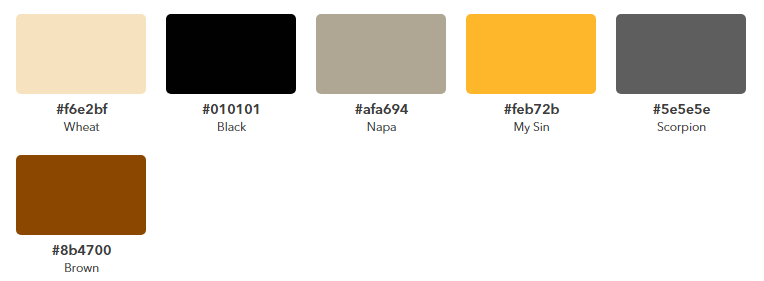 #f6e2bf
Wheat
#010101
Black
#afa694
Napa
#feb72b
My Sin
#5e5e5e
Scorpion
#8b4700
Brown